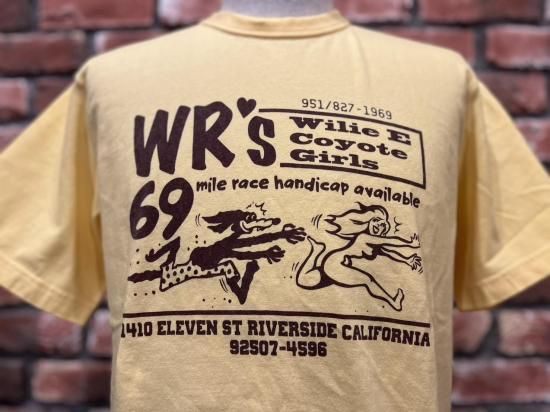 951/827-1969
WR's
Wilie E
Coyote
Girls
69 mile race handicap available
1410 ELEVEN ST RIVERSIDE CALIFORNIA
92507-4596